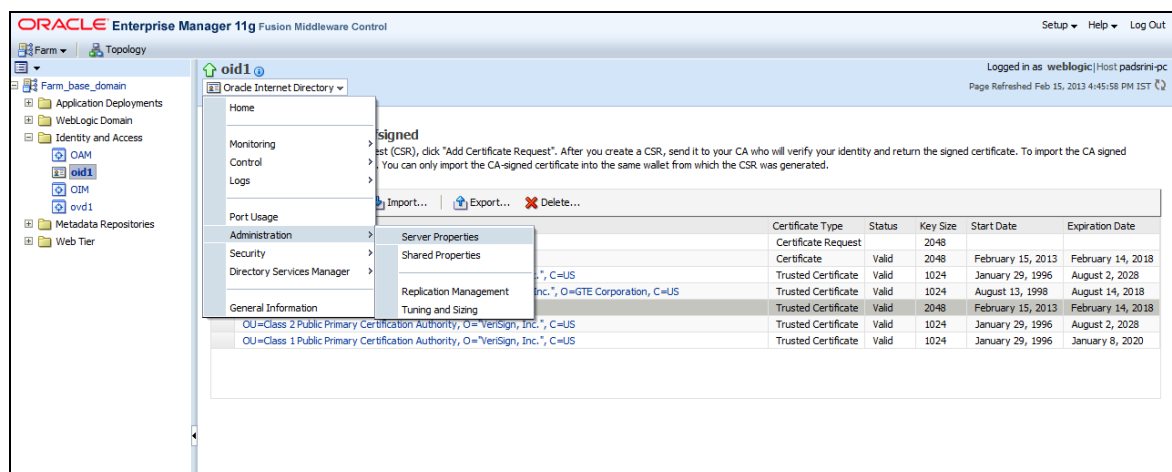 ORACLE Enterprise Manager 11g Fusion Middleware Control
Setup Help Log Out
Farm Topology
oid1
Logged in as weblogic|Host padsrini-pc
Oracle Internet Directory
Page Refreshed Feb 15, 2013 4:45:58 PM IST
Farm_base_domain
Application Deployments
WebLogic Domain
Identity and Access
OAM
oid1
OIM
ovd1
Metadata Repositories
Web Tier
Home
Monitoring
Control
Logs
Port Usage
Administration
Security
Directory Services Manager
General Information
Server Properties
Shared Properties
Replication Management
Tuning and Sizing
fsigned
est (CSR), click "Add Certificate Request". After you create a CSR, send it to your CA who will verify your identity and return the signed certificate. To import the CA signed
You can only import the CA-signed certificate into the same wallet from which the CSR was generated.
Import... Export... Delete...
Certificate Type Status Key Size Start Date Expiration Date
Certificate Request 2048
Certificate Valid 2048 February 15, 2013 February 14, 2018
c.", C=US Trusted Certificate Valid 1024 January 29, 1996 August 2, 2028
Inc.", O=GTE Corporation, C=US Trusted Certificate Valid 1024 August 13, 1998 August 14, 2018
Trusted Certificate Valid 2048 February 15, 2013 February 14, 2018
OU=Class 2 Public Primary Certification Authority, O="VeriSign, Inc.", C=US Trusted Certificate Valid 1024 January 29, 1996 August 2, 2028
OU=Class 1 Public Primary Certification Authority, O="VeriSign, Inc.", C=US Trusted Certificate Valid 1024 January 29, 1996 January 8, 2020